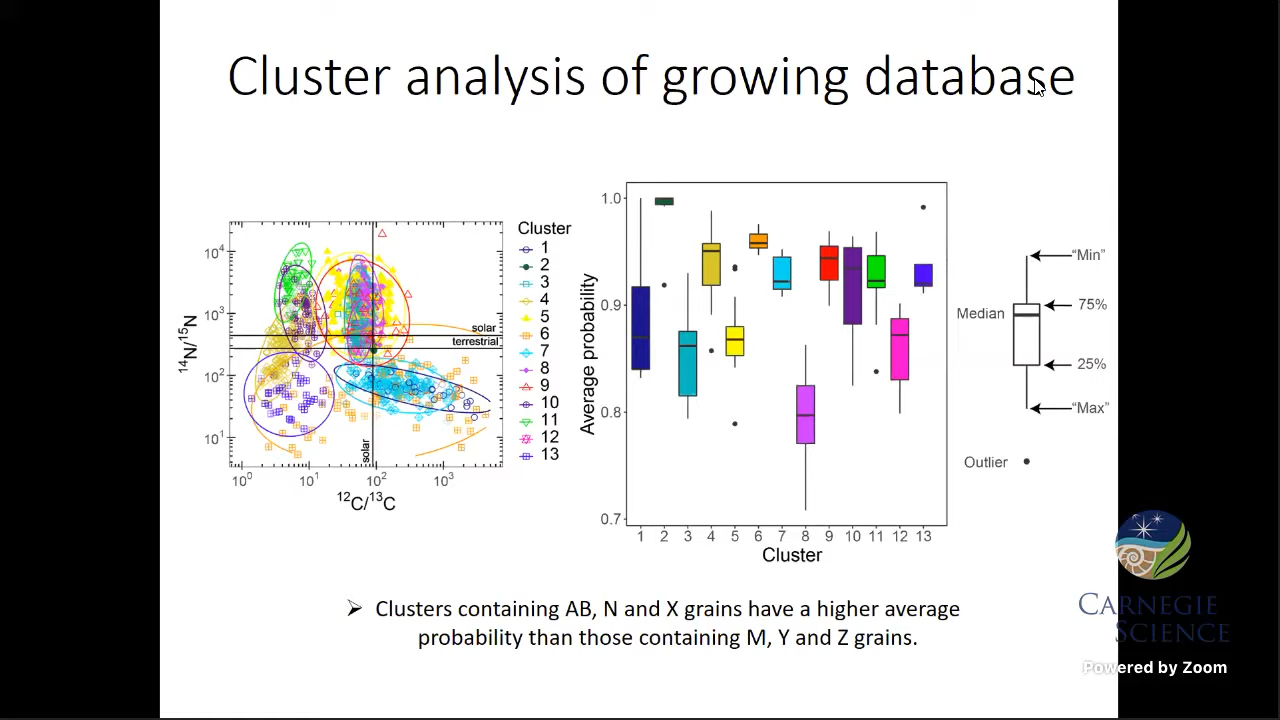 Cluster analysis of growing database
10⁴
10³
10²
10¹
¹⁴N/¹⁵N
solar
terrestrial
solar
10⁰ 10¹ 10² 10³
¹²C/¹³C
Cluster
1
2
3
4
5
6
7
8
9
10
11
12
13
1.0
0.9
0.8
0.7
Average probability
1 2 3 4 5 6 7 8 9 10 11 12 13
Cluster
"Min"
75%
Median
25%
"Max"
Outlier
➢ Clusters containing AB, N and X grains have a higher average
probability than those containing M, Y and Z grains.
CARNEGIE
SCIENCE
Powered by Zoom